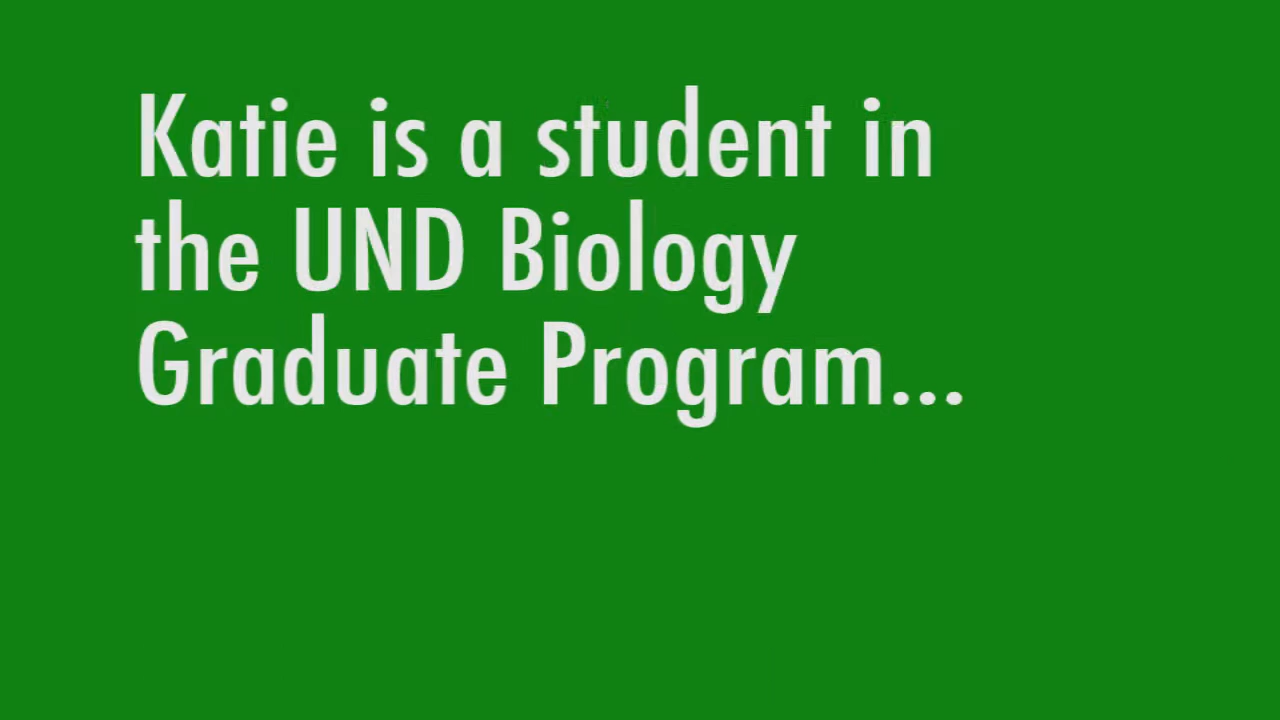 Katie is a student in
the UND Biology
Graduate Program...